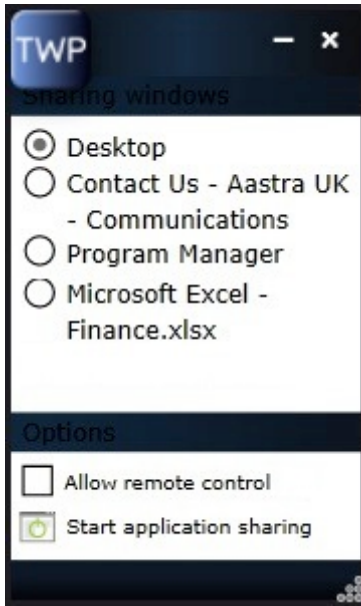 TWP
Sharing windows
Desktop
Contact Us - Aastra UK
- Communications
Program Manager
Microsoft Excel -
Finance.xlsx
Options
Allow remote control
Start application sharing